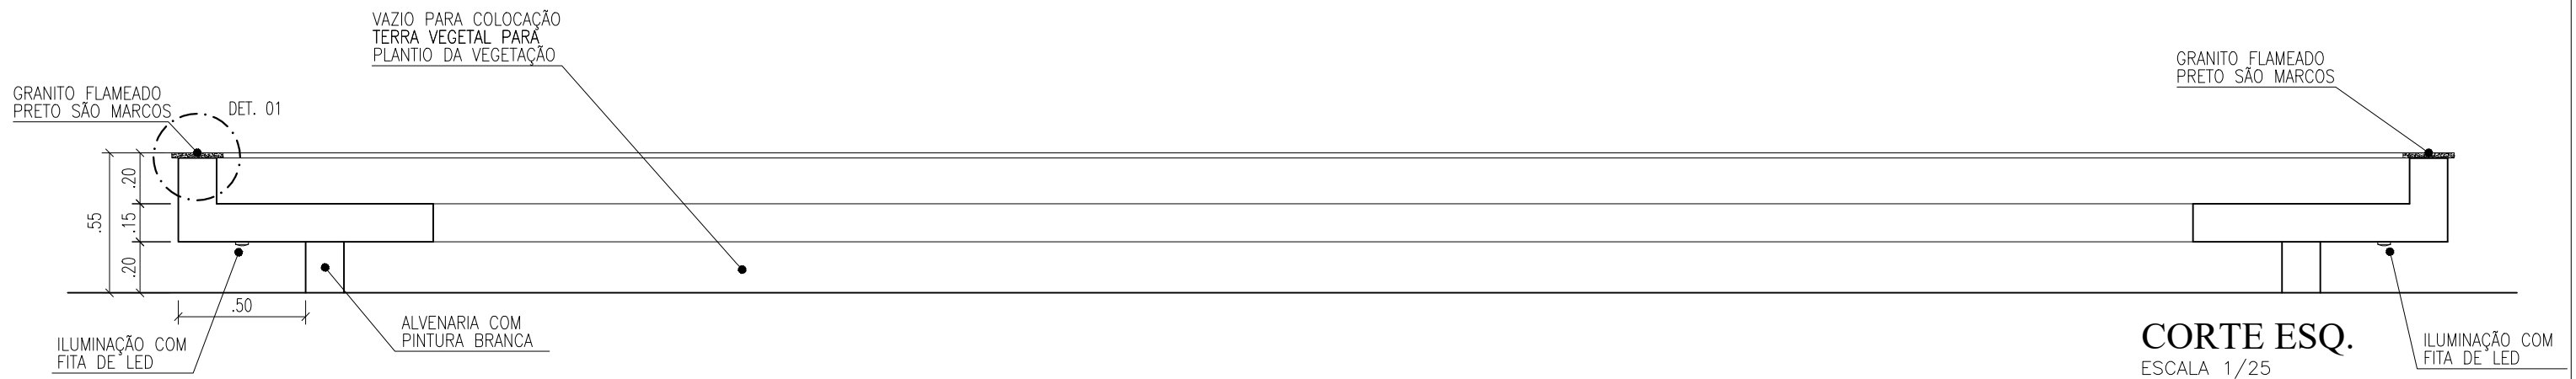 VAZIO PARA COLOCAÇÃO
TERRA VEGETAL PARA
PLANTIO DA VEGETAÇÃO
GRANITO FLAMEADO
PRETO SÃO MARCOS
GRANITO FLAMEADO
PRETO SÃO MARCOS
DET. 01
.20
.55
.15
.20
.50
ALVENARIA COM
PINTURA BRANCA
ILUMINAÇÃO COM
FITA DE LED
CORTE ESQ.
ESCALA 1/25
ILUMINAÇÃO COM
FITA DE LED